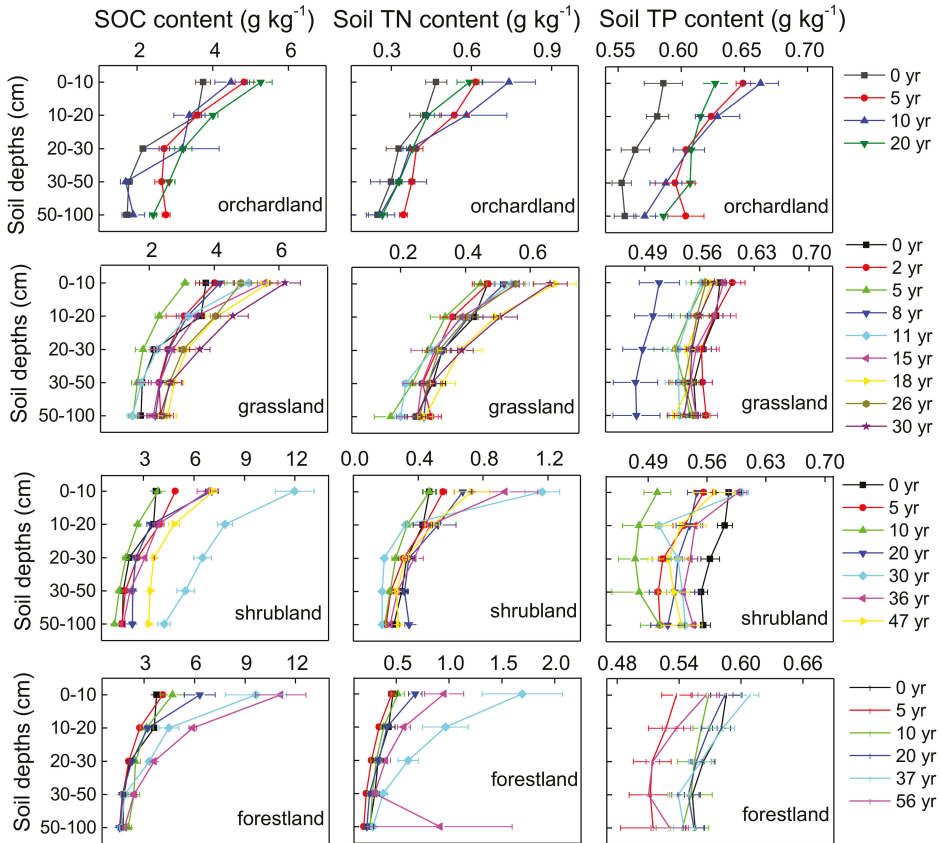 SOC content (g kg-1) Soil TN content (g kg-1) Soil TP content (g kg-1)
2 4 6 0.3 0.6 0.9 0.55 0.60 0.65 0.70
Soil depths (cm)
0-10
10-20
20-30
30-50
50-100
orchardland orchardland orchardland
0 yr
5 yr
10 yr
20 yr
2 4 6 0.2 0.4 0.6 0.49 0.56 0.63 0.70
Soil depths (cm)
0-10
10-20
20-30
30-50
50-100
grassland grassland grassland
0 yr
2 yr
5 yr
8 yr
11 yr
15 yr
18 yr
26 yr
30 yr
3 6 9 12 0.0 0.4 0.8 1.2 0.49 0.56 0.63 0.70
Soil depths (cm)
0-10
10-20
20-30
30-50
50-100
shrubland shrubland shrubland
0 yr
5 yr
10 yr
20 yr
30 yr
36 yr
47 yr
3 6 9 12 0.5 1.0 1.5 2.0 0.48 0.54 0.60 0.66
Soil depths (cm)
0-10
10-20
20-30
30-50
50-100
forestland forestland forestland
0 yr
5 yr
10 yr
20 yr
37 yr
56 yr